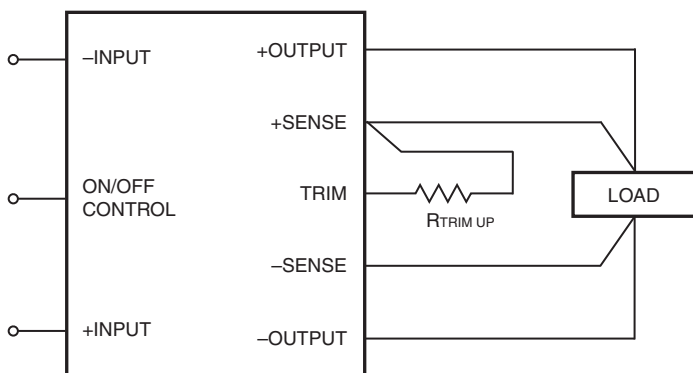 –INPUT
+OUTPUT
+SENSE
ON/OFF
CONTROL
TRIM
LOAD
RTRIM UP
–SENSE
+INPUT
–OUTPUT